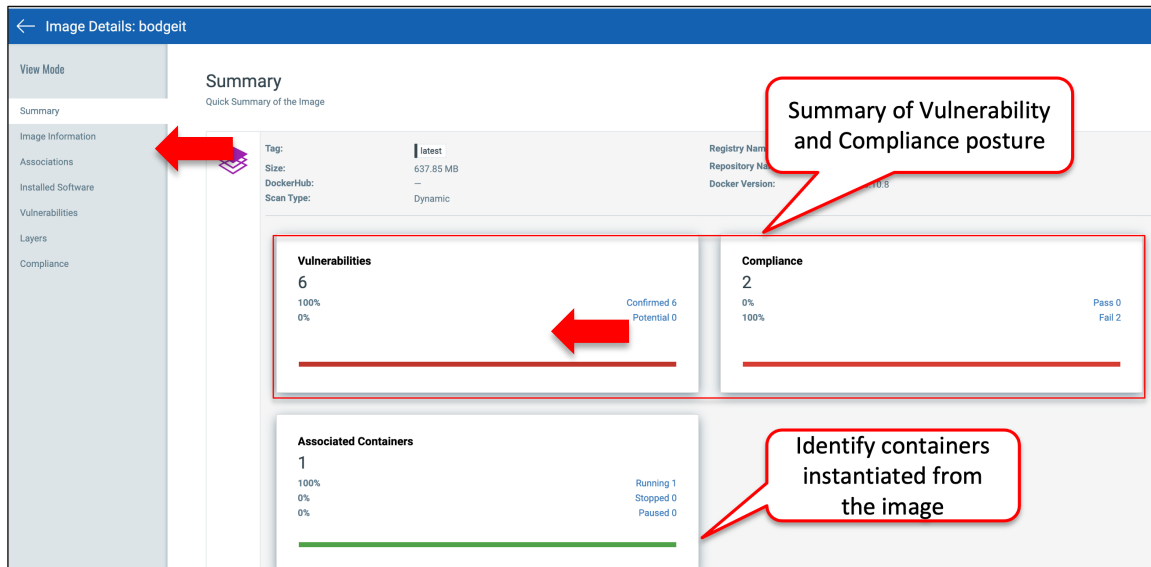 Image Details: bodgeit
View Mode
Summary
Image Information
Associations
Installed Software
Vulnerabilities
Layers
Compliance
Summary
Quick Summary of the Image
Summary of Vulnerability
and Compliance posture
Tag: latest
Size: 637.85 MB
DockerHub: —
Scan Type: Dynamic
Registry
Repository
Docker Version:
Vulnerabilities
6
100% Confirmed 6
0% Potential 0
Compliance
2
0% Pass 0
100% Fail 2
Associated Containers
1
100% Running 1
0% Stopped 0
0% Paused 0
Identify containers
instantiated from
the image